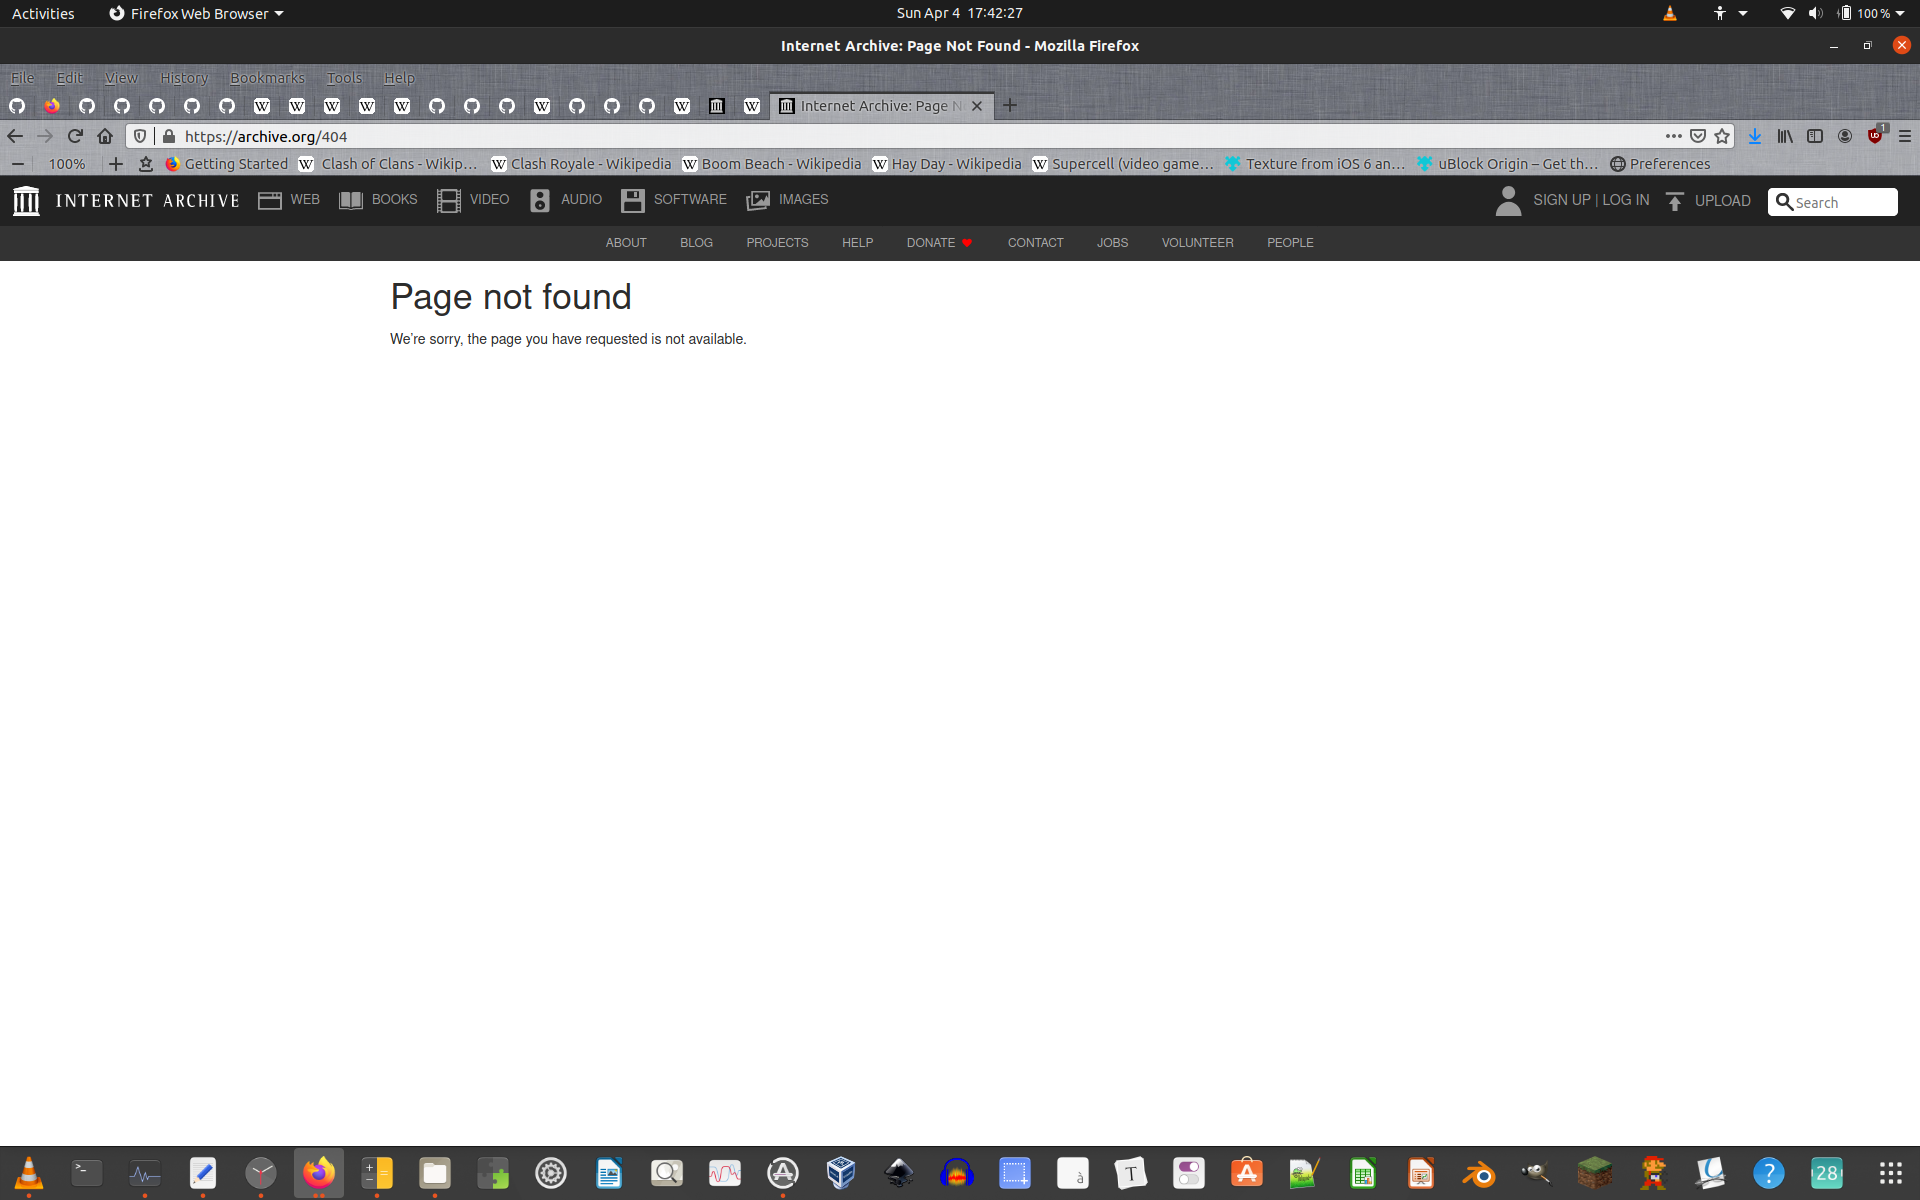 Activities
Firefox Web Browser
Sun Apr 4 17:42:27
100 %
Internet Archive: Page Not Found - Mozilla Firefox
File Edit View History Bookmarks Tools Help
Internet Archive: Page N
https://archive.org/404
1
100%
Getting Started
Clash of Clans - Wikip…
Clash Royale - Wikipedia
Boom Beach - Wikipedia
Hay Day - Wikipedia
Supercell (video game…
Texture from iOS 6 an…
uBlock Origin – Get th…
Preferences
INTERNET ARCHIVE
WEB
BOOKS
VIDEO
AUDIO
SOFTWARE
IMAGES
SIGN UP | LOG IN
UPLOAD
Search
ABOUT BLOG PROJECTS HELP DONATE CONTACT JOBS VOLUNTEER PEOPLE
Page not found
We're sorry, the page you have requested is not available.
28